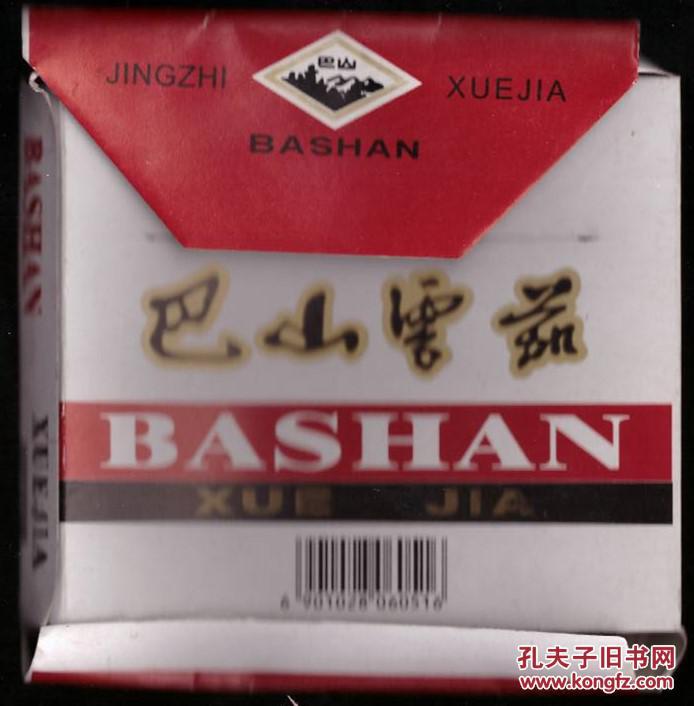 巴山
JINGZHI XUEJIA
BASHAN
巴山雪茄
BASHAN
XUE JIA
6 901028 060516
BASHAN XUEJIA
孔夫子旧书网
www.kongfz.com